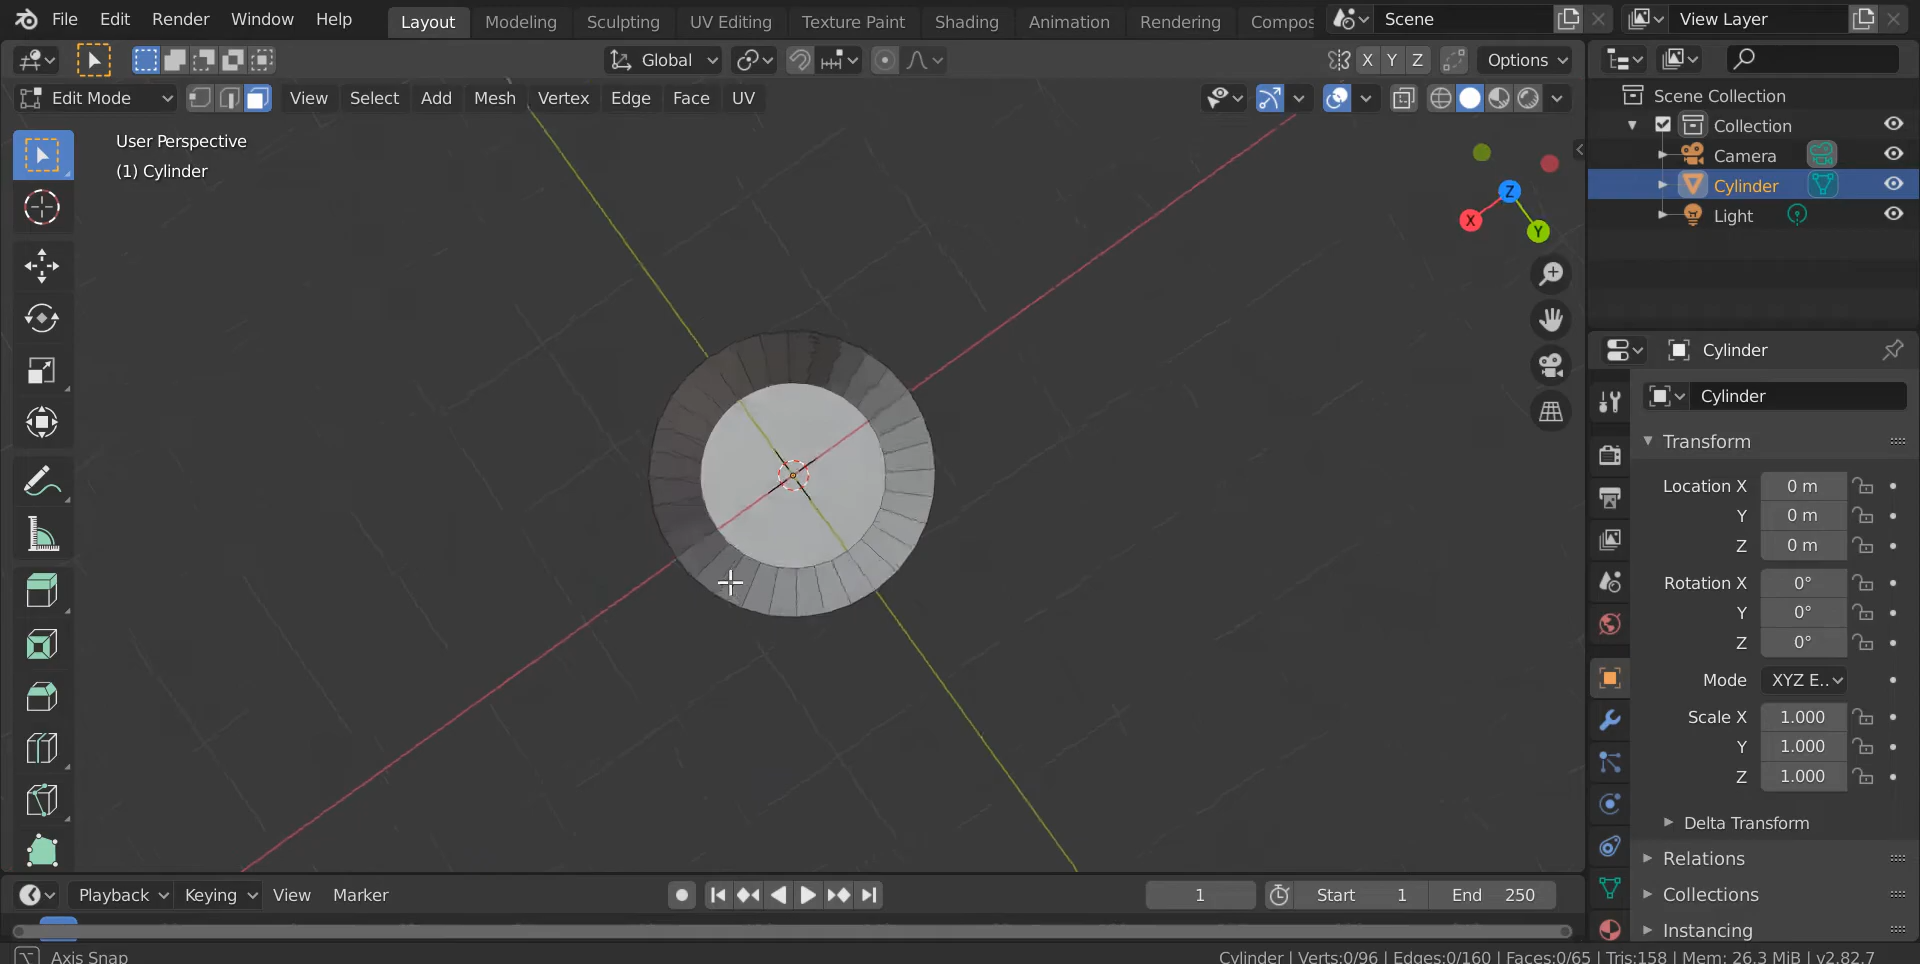 File Edit Render Window Help Layout Modeling Sculpting UV Editing Texture Paint Shading Animation Rendering Compos Scene View Layer
Global X Y Z Options
Edit Mode View Select Add Mesh Vertex Edge Face UV
User Perspective
(1) Cylinder
Z
X
Y
Scene Collection
Collection
Camera
Cylinder
Light
Cylinder
Cylinder
Transform
Location X 0 m
Y 0 m
Z 0 m
Rotation X 0°
Y 0°
Z 0°
Mode XYZ E..
Scale X 1.000
Y 1.000
Z 1.000
Delta Transform
Relations
Collections
Instancing
Playback Keying View Marker 1 Start 1 End 250
Axis Snap Cylinder | Verts:0/96 | Edges:0/160 | Faces:0/65 | Tris:158 | Mem: 26.3 MiB | v2.82.7